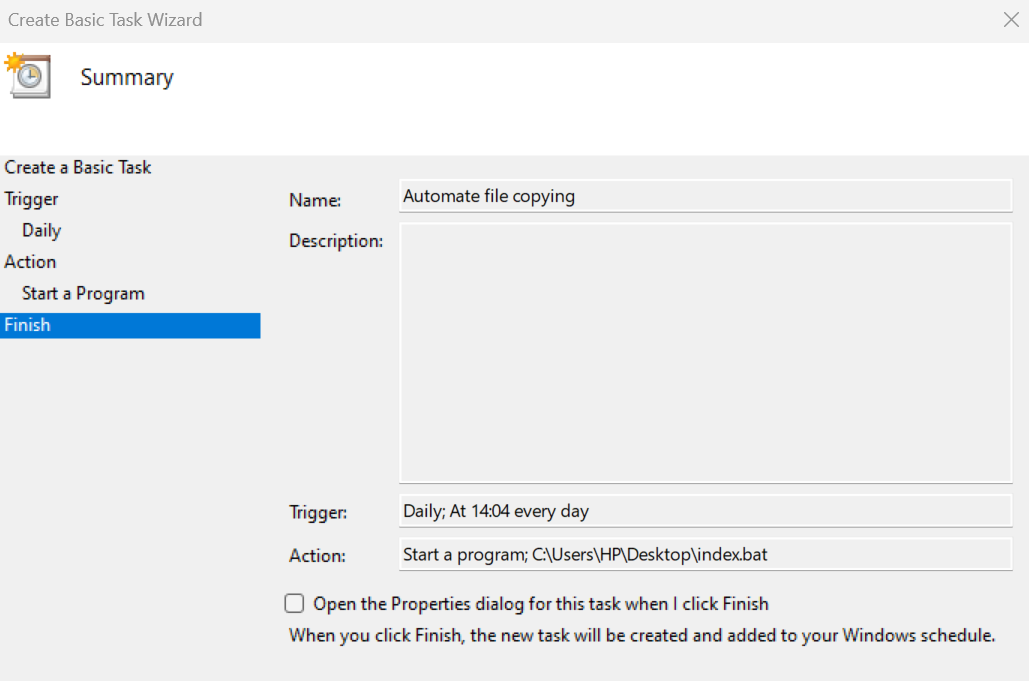 Create Basic Task Wizard
Summary
Create a Basic Task
Trigger
Daily
Action
Start a Program
Finish
Name: Automate file copying
Description:
Trigger: Daily; At 14:04 every day
Action: Start a program; C:\Users\HP\Desktop\index.bat
Open the Properties dialog for this task when I click Finish
When you click Finish, the new task will be created and added to your Windows schedule.